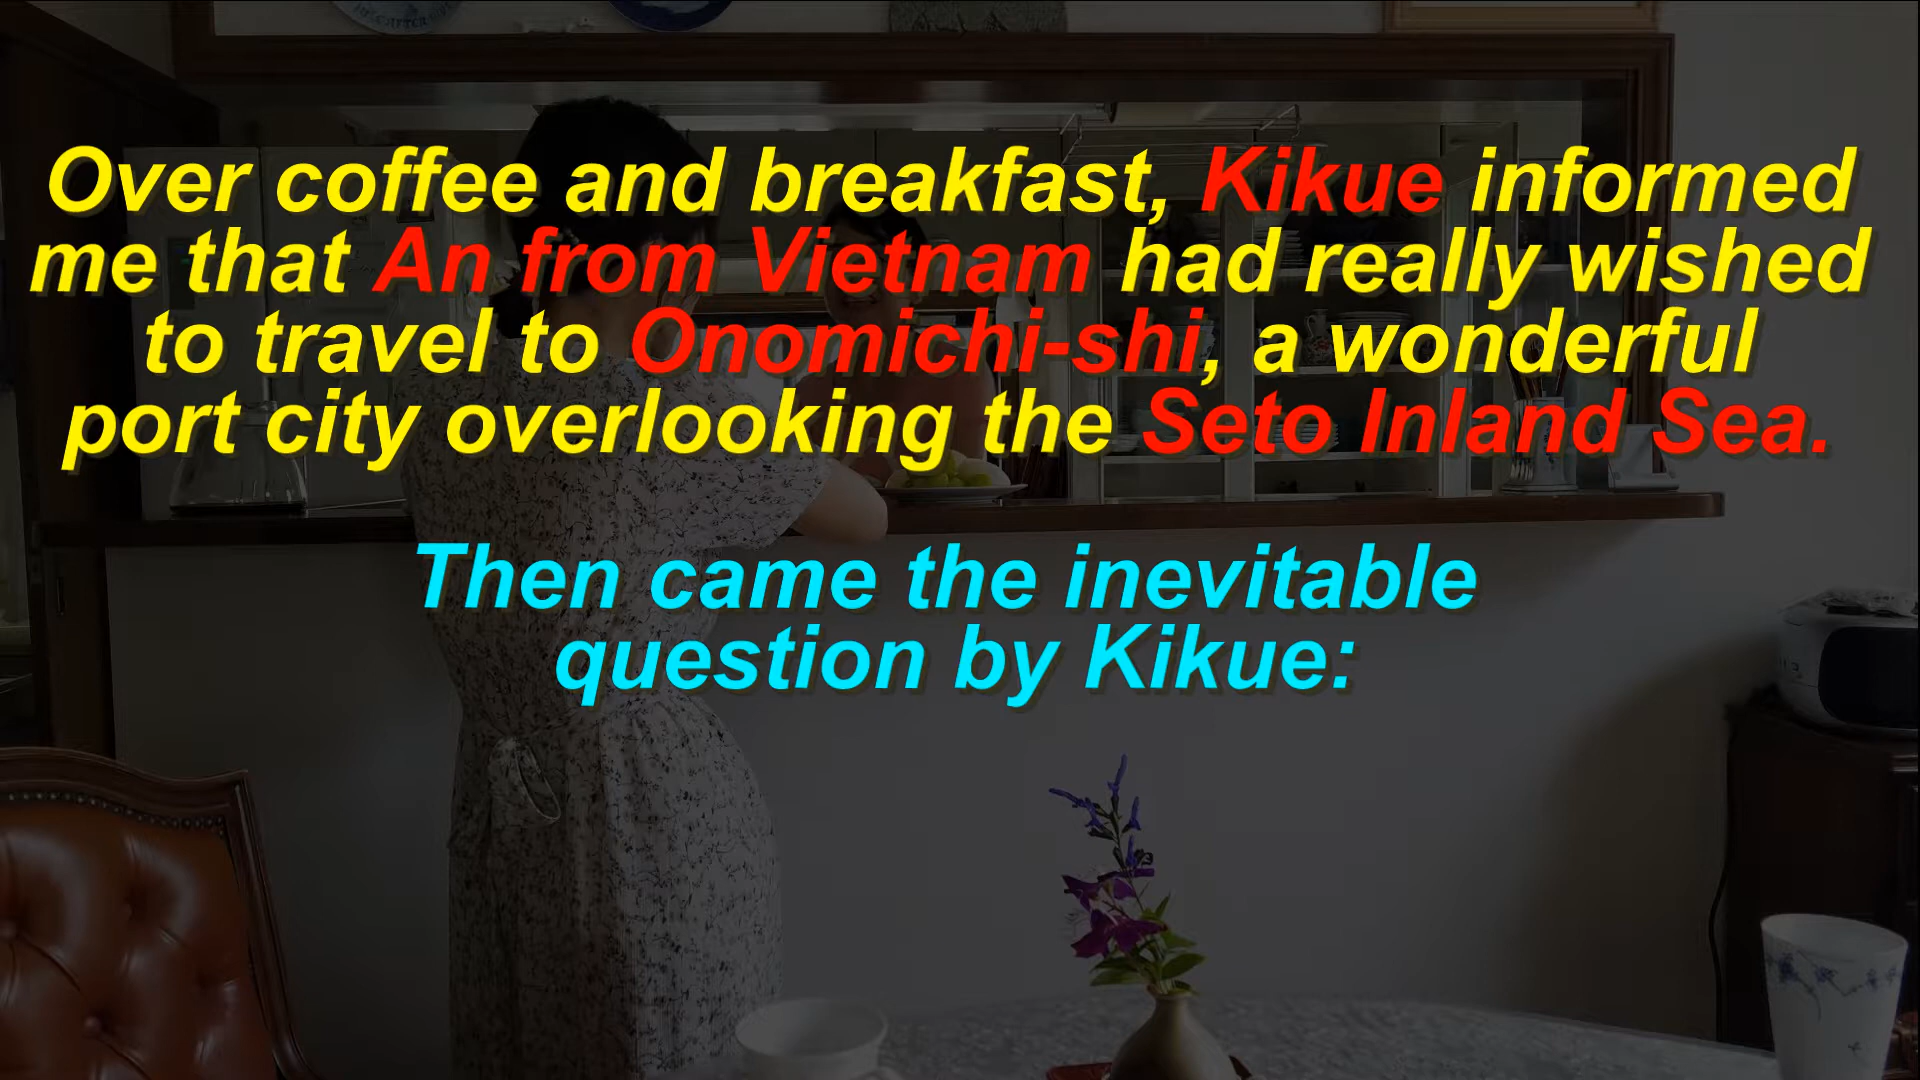 Over coffee and breakfast, Kikue informed
me that An from Vietnam had really wished
to travel to Onomichi-shi, a wonderful
port city overlooking the Seto Inland Sea.
Then came the inevitable
question by Kikue: